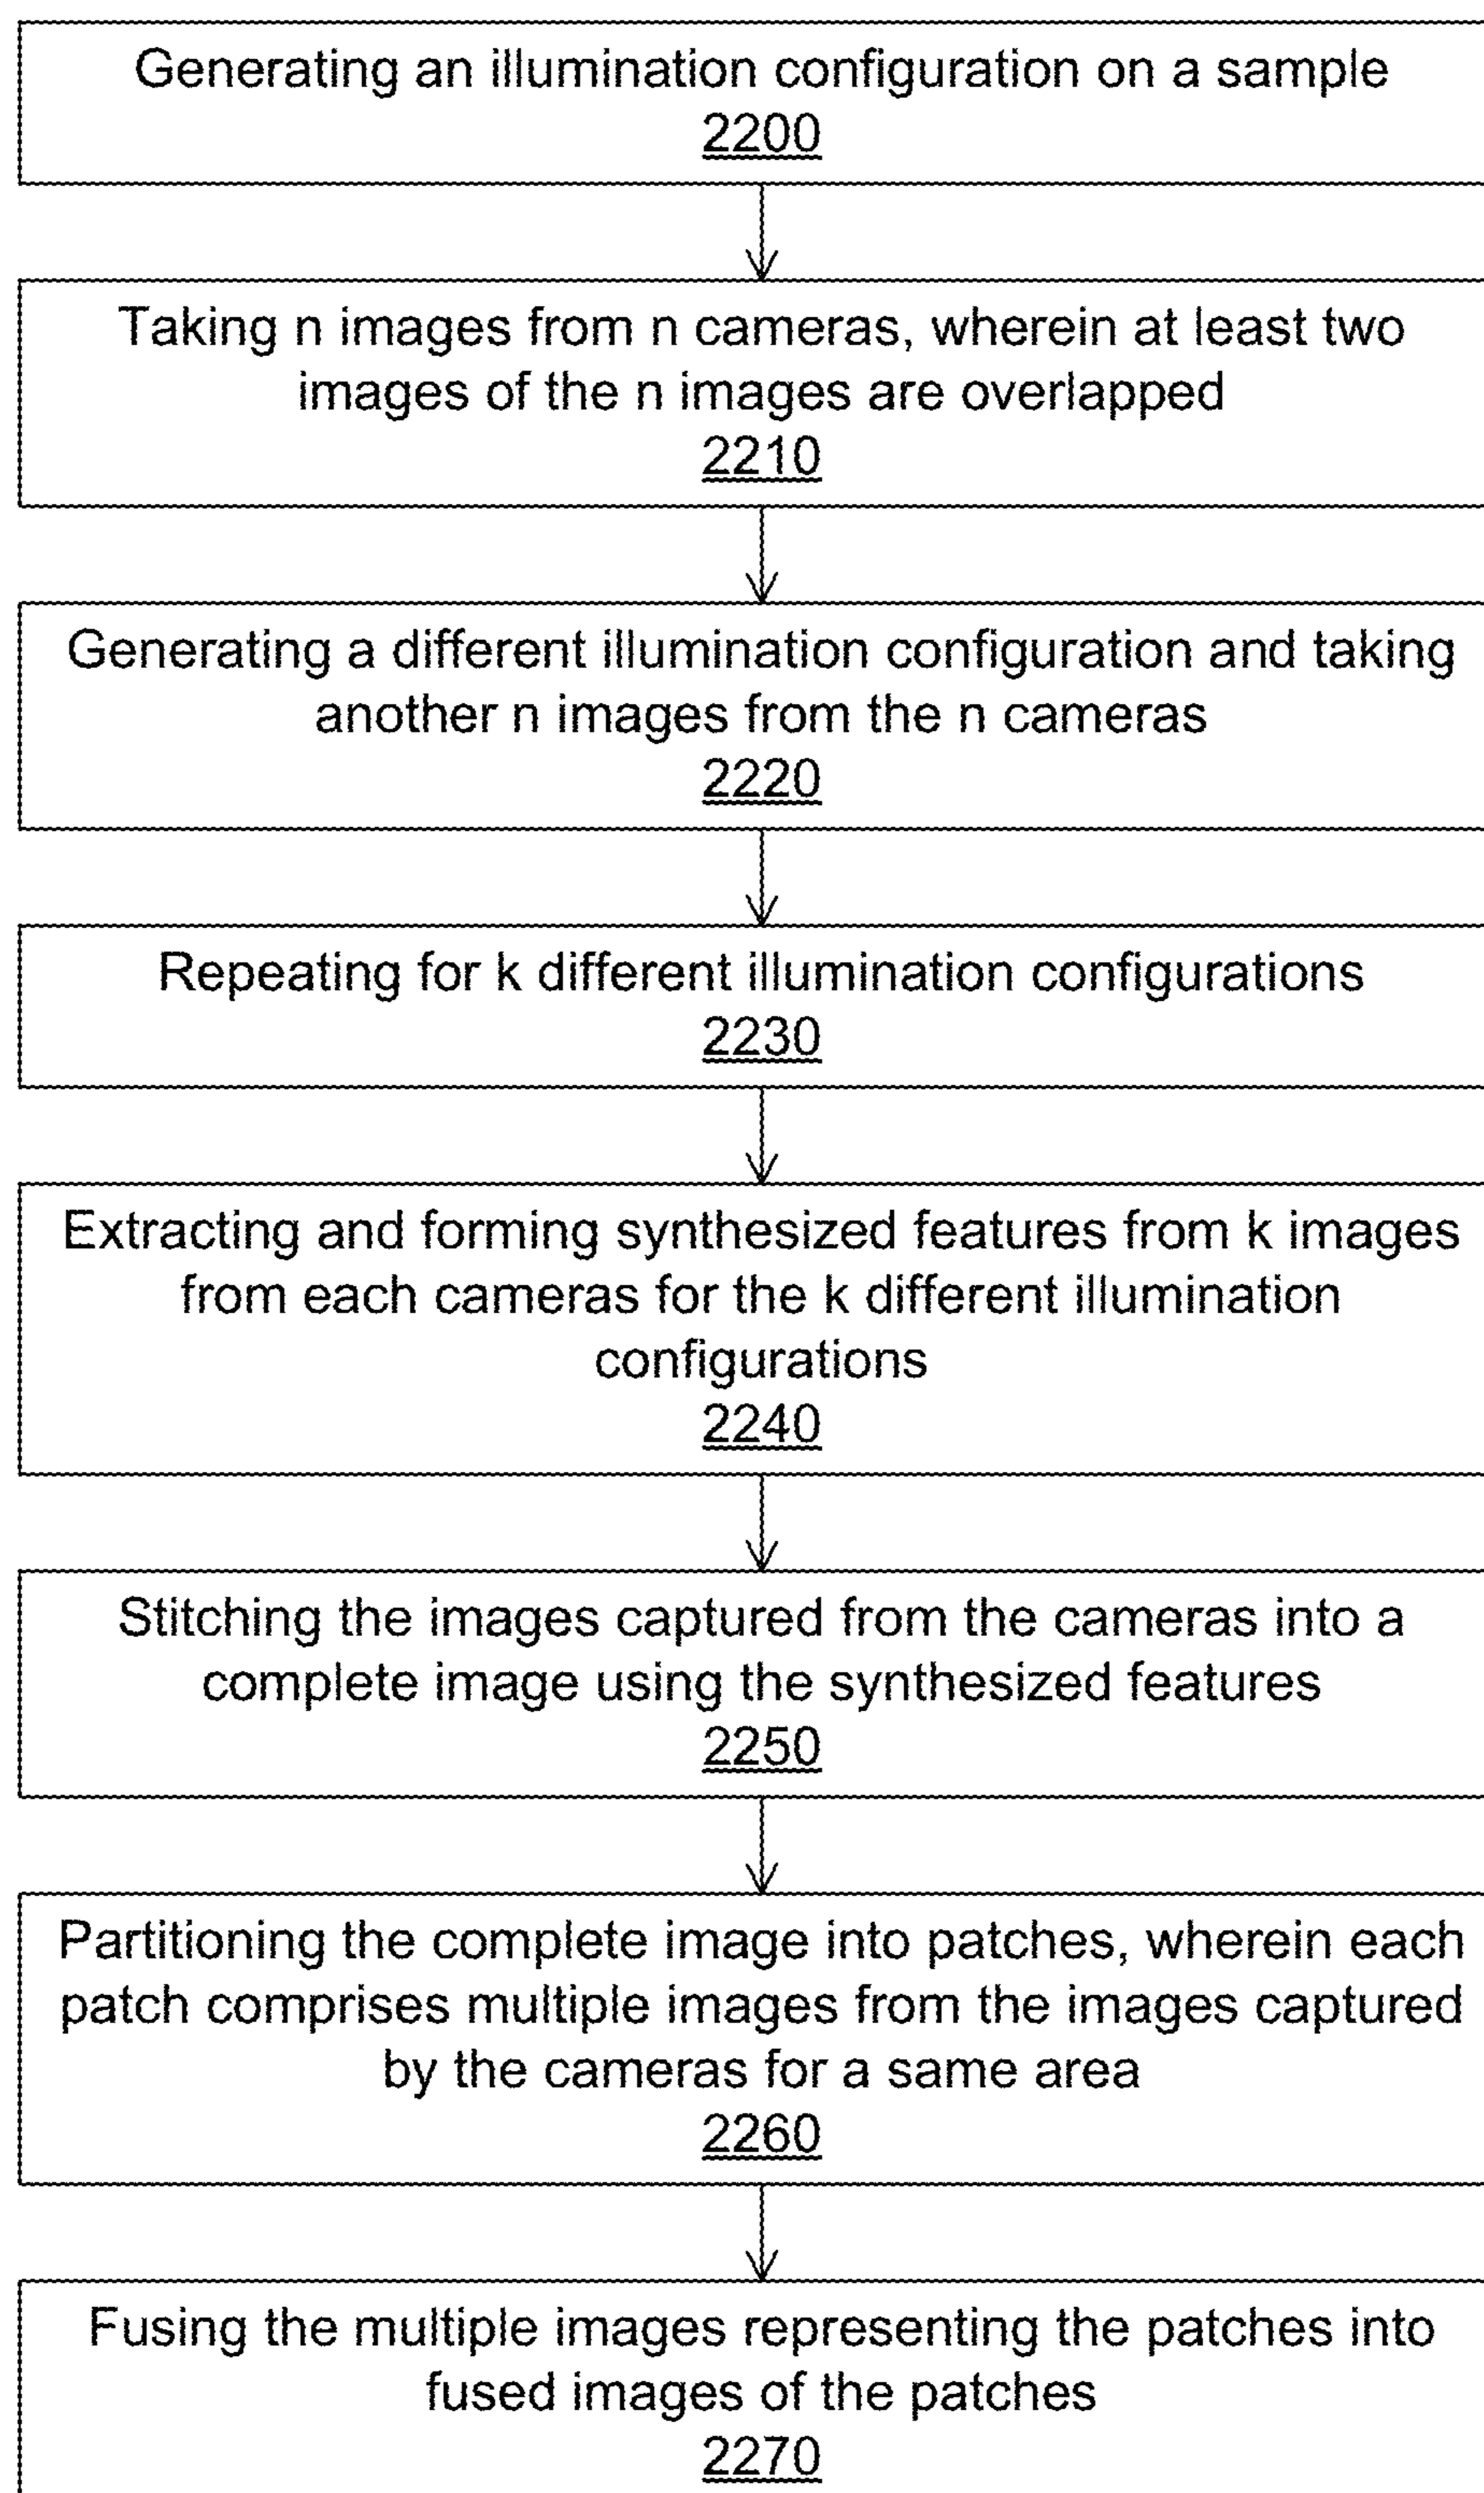 Generating an illumination configuration on a sample
2200
Taking n images from n cameras, wherein at least two
images of the n images are overlapped
2210
Generating a different illumination configuration and taking
another n images from the n cameras
2220
Repeating for k different illumination configurations
2230
Extracting and forming synthesized features from k images
from each cameras for the k different illumination
configurations
2240
Stitching the images captured from the cameras into a
complete image using the synthesized features
2250
Partitioning the complete image into patches, wherein each
patch comprises multiple images from the images captured
by the cameras for a same area
2260
Fusing the multiple images representing the patches into
fused images of the patches
2270